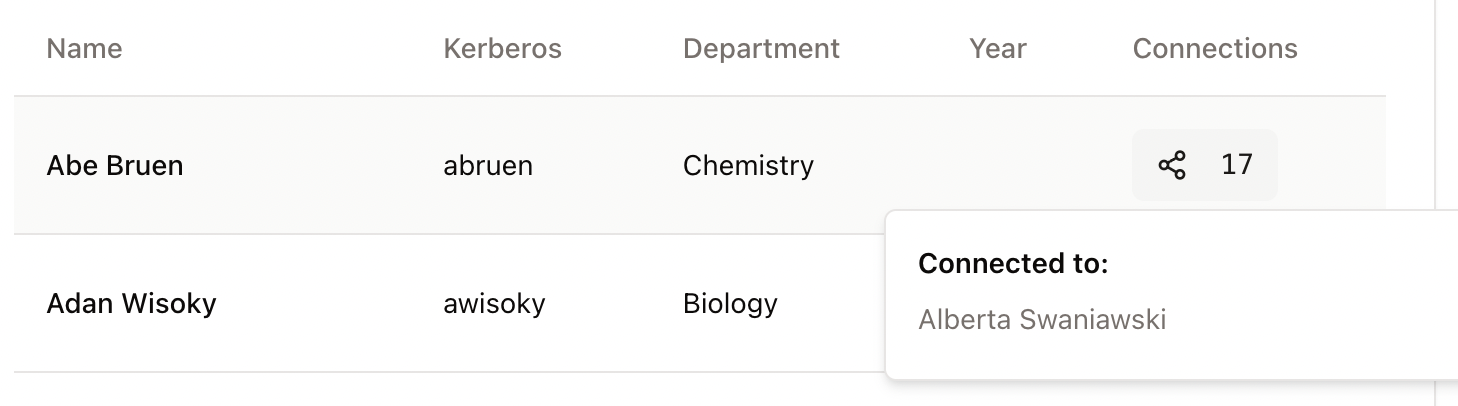 Name Kerberos Department Year Connections
Abe Bruen abruen Chemistry 17
Connected to:
Adan Wisoky awisoky Biology
Alberta Swaniawski